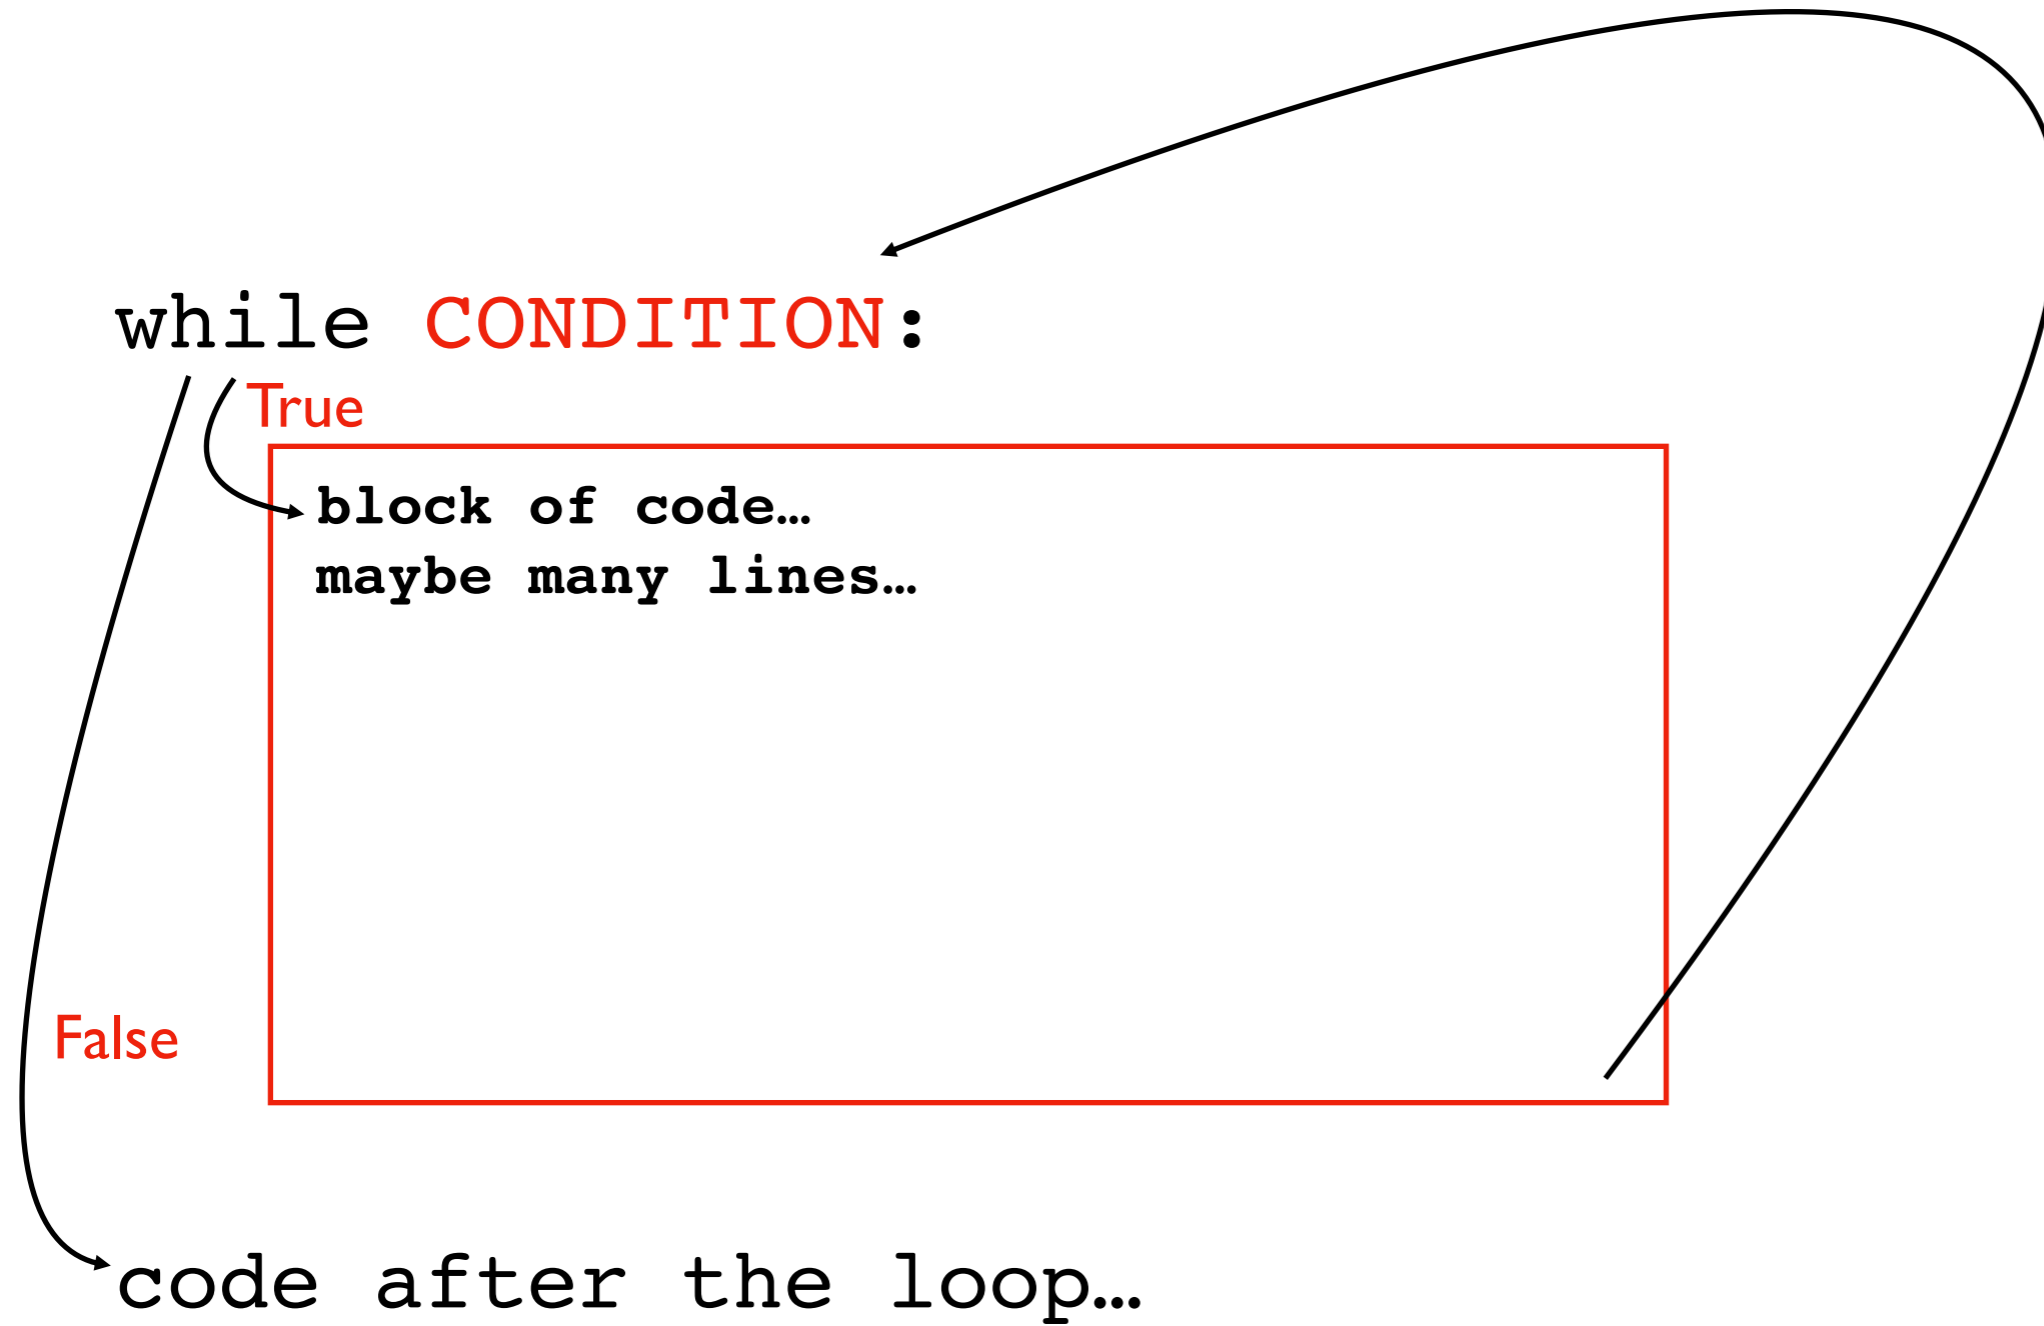 while CONDITION:
True
block of code…
maybe many lines…
False
code after the loop…